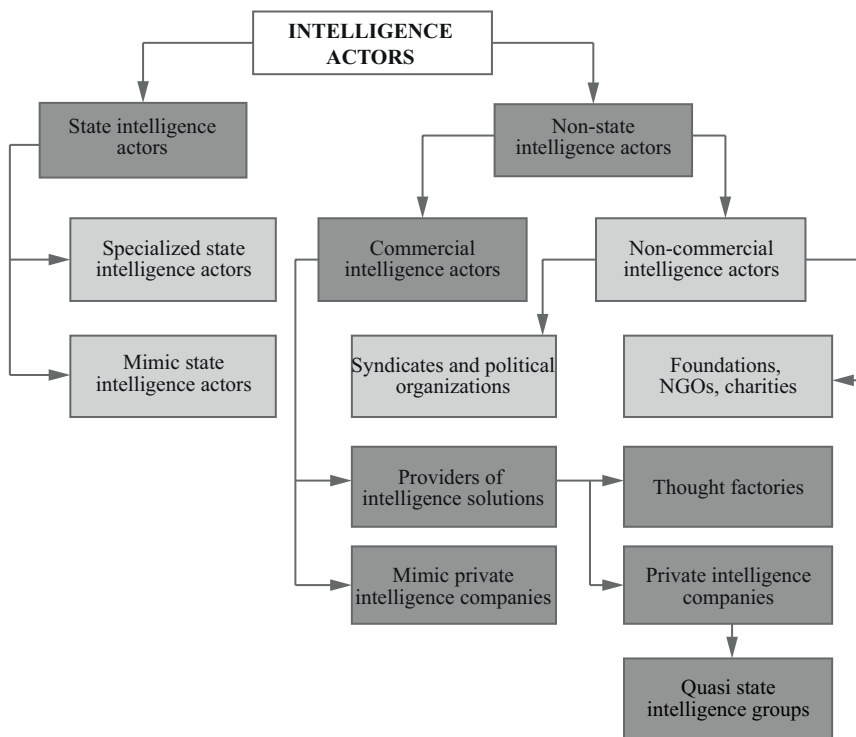 INTELLIGENCE
ACTORS
State intelligence
actors
Non-state
intelligence actors
Specialized state
intelligence actors
Commercial
intelligence actors
Non-commercial
intelligence actors
Mimic state
intelligence actors
Syndicates and political
organizations
Foundations,
NGOs, charities
Providers of
intelligence solutions
Thought factories
Mimic private
intelligence companies
Private intelligence
companies
Quasi state
intelligence groups